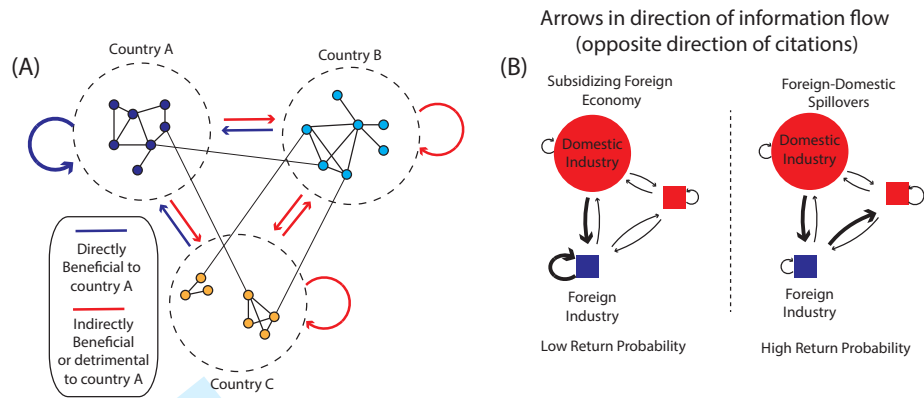 Arrows in direction of information flow
(opposite direction of citations)
(A)
Country A
Country B
Country C
Directly
Beneficial to
country A
Indirectly
Beneficial
or detrimental
to country A
(B)
Subsidizing Foreign
Economy
Domestic
Industry
Foreign
Industry
Low Return Probability
Foreign-Domestic
Spillovers
Domestic
Industry
Foreign
Industry
High Return Probability